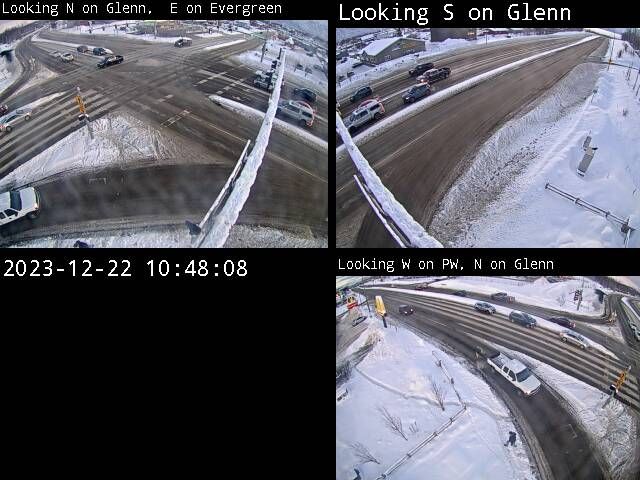 Looking N on Glenn,  E on Evergreen
Looking S on Glenn
2023-12-22 10:48:08
Looking W on PW, N on Glenn